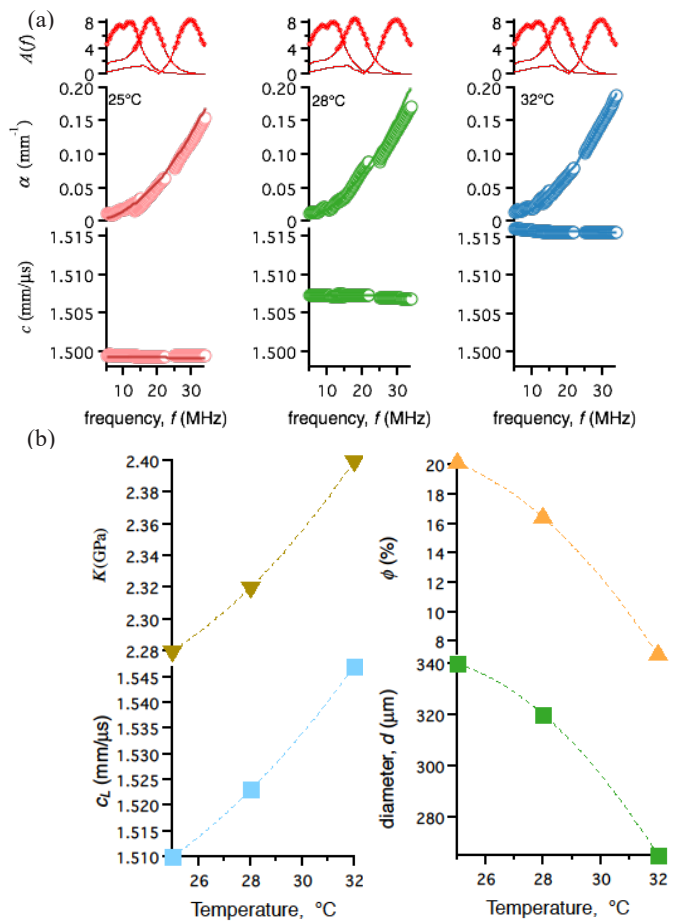 (a)
A(f)
8
4
0
8
4
0
8
4
0
α (mm⁻¹)
0.20
0.15
0.10
0.05
0
25°C
0.20
0.15
0.10
0.05
0
28°C
0.20
0.15
0.10
0.05
0
32°C
c (mm/μs)
1.515
1.510
1.505
1.500
1.515
1.510
1.505
1.500
1.515
1.510
1.505
1.500
10 20 30
10 20 30
10 20 30
frequency, f (MHz)
frequency, f (MHz)
frequency, f (MHz)
(b)
K (GPa)
2.40
2.38
2.36
2.34
2.32
2.30
2.28
ϕ (%)
20
18
16
14
12
10
8
c_L (mm/μs)
1.545
1.540
1.535
1.530
1.525
1.520
1.515
1.510
diameter, d (μm)
340
320
300
280
26 28 30 32
26 28 30 32
Temperature, °C
Temperature, °C